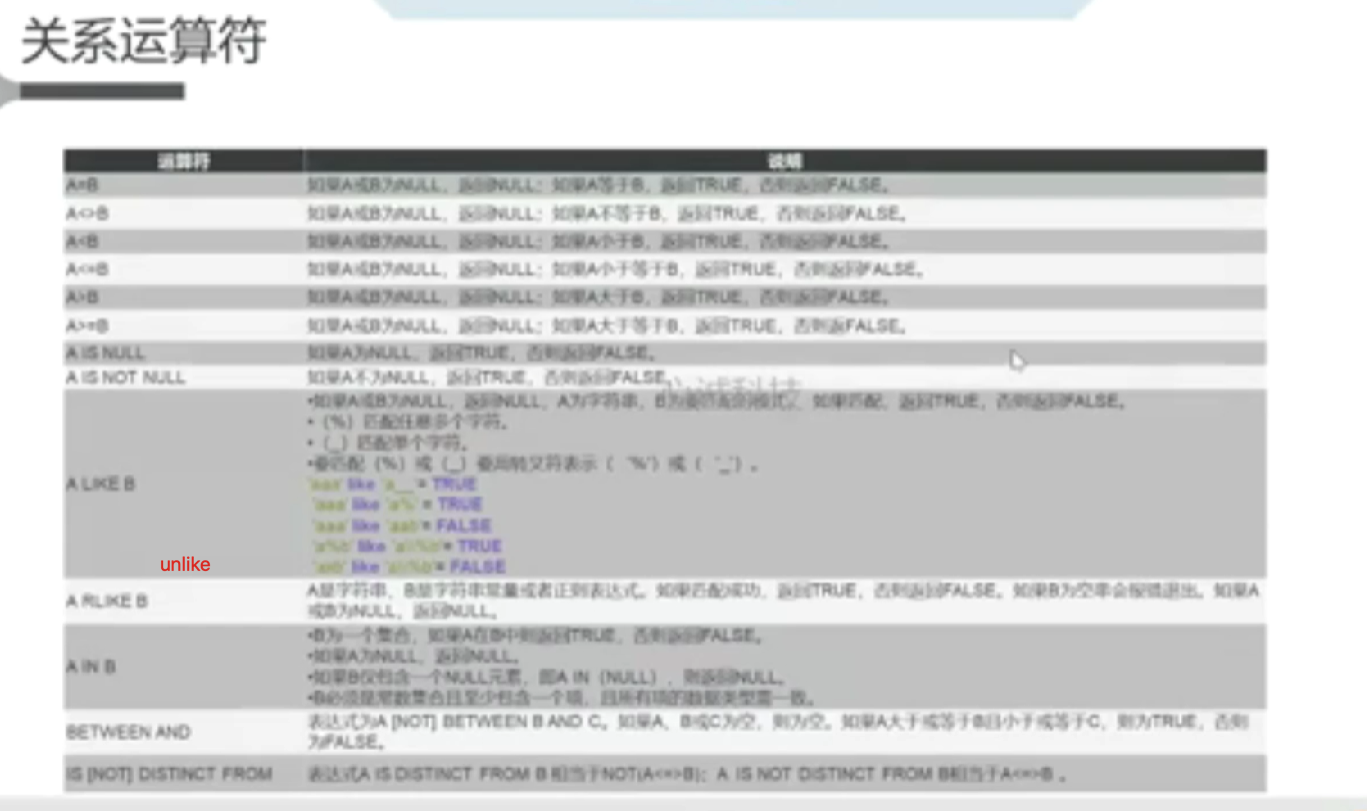 关系运算符
运算符 说明
A=B 如果A或B为NULL，返回NULL；如果A等于B，返回TRUE，否则返回FALSE。
A<>B 如果A或B为NULL，返回NULL；如果A不等于B，返回TRUE，否则返回FALSE。
A<B 如果A或B为NULL，返回NULL；如果A小于B，返回TRUE，否则返回FALSE。
A<=B 如果A或B为NULL，返回NULL；如果A小于等于B，返回TRUE，否则返回FALSE。
A>B 如果A或B为NULL，返回NULL；如果A大于B，返回TRUE，否则返回FALSE。
A>=B 如果A或B为NULL，返回NULL；如果A大于等于B，返回TRUE，否则返FALSE。
A IS NULL 如果A为NULL，返回TRUE，否则返回FALSE。
A IS NOT NULL 如果A不为NULL，返回TRUE，否则返回FALSE
•如果A或B为NULL，返回NULL，A为字符串，B为要匹配的模式，如果匹配，返回TRUE，否则返回FALSE。
•（%）匹配任意多个字符。
•（_）匹配单个字符。
•要匹配（%）或（_）要用转义符表示（ '%'）或（ '_'）。
A LIKE B
'aaa' like 'a__'= TRUE
'aaa' like 'a%'= TRUE
'aaa' like 'aab'= FALSE
'a%b' like 'a\\%b'= TRUE
like 'a\\%b'= FALSE
unlike
A RLIKE B
A是字符串，B是字符串常量或者正则表达式。如果匹配成功，返回TRUE，否则返回FALSE。如果B为空串会报错退出。如果A
或B为NULL，返回NULL。
•B为一个集合，如果A在B中则返回TRUE，否则返回FALSE。
•如果A为NULL，返回NULL。
A IN B
•如果B仅包含一个NULL元素，即A IN（NULL），则返回NULL。
•B必须是常数集合且至少包含一个项，且所有项的数据类型需一致。
BETWEEN AND
表达式为A [NOT] BETWEEN B AND C。如果A、B或C为空，则为空。如果A大于或等于B且小于或等于C，则为TRUE，否则
为FALSE。
IS [NOT] DISTINCT FROM 表达式A IS DISTINCT FROM B 相当于NOT(A<=>B)；A IS NOT DISTINCT FROM B相当于A<=>B 。